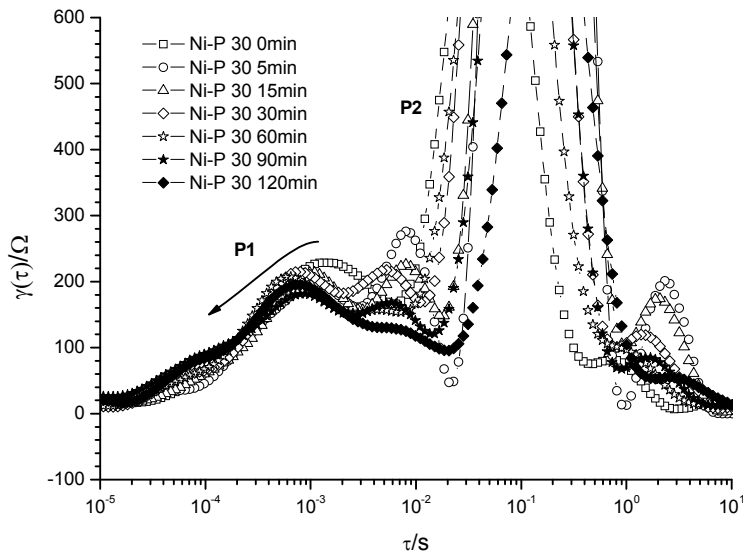 600
500
400
300
200
100
0
-100
γ(τ)/Ω
Ni-P 30 0min
Ni-P 30 5min
Ni-P 30 15min
Ni-P 30 30min
Ni-P 30 60min
Ni-P 30 90min
Ni-P 30 120min
P2
P1
10⁻⁵ 10⁻⁴ 10⁻³ 10⁻² 10⁻¹ 10⁰ 10¹
τ/s